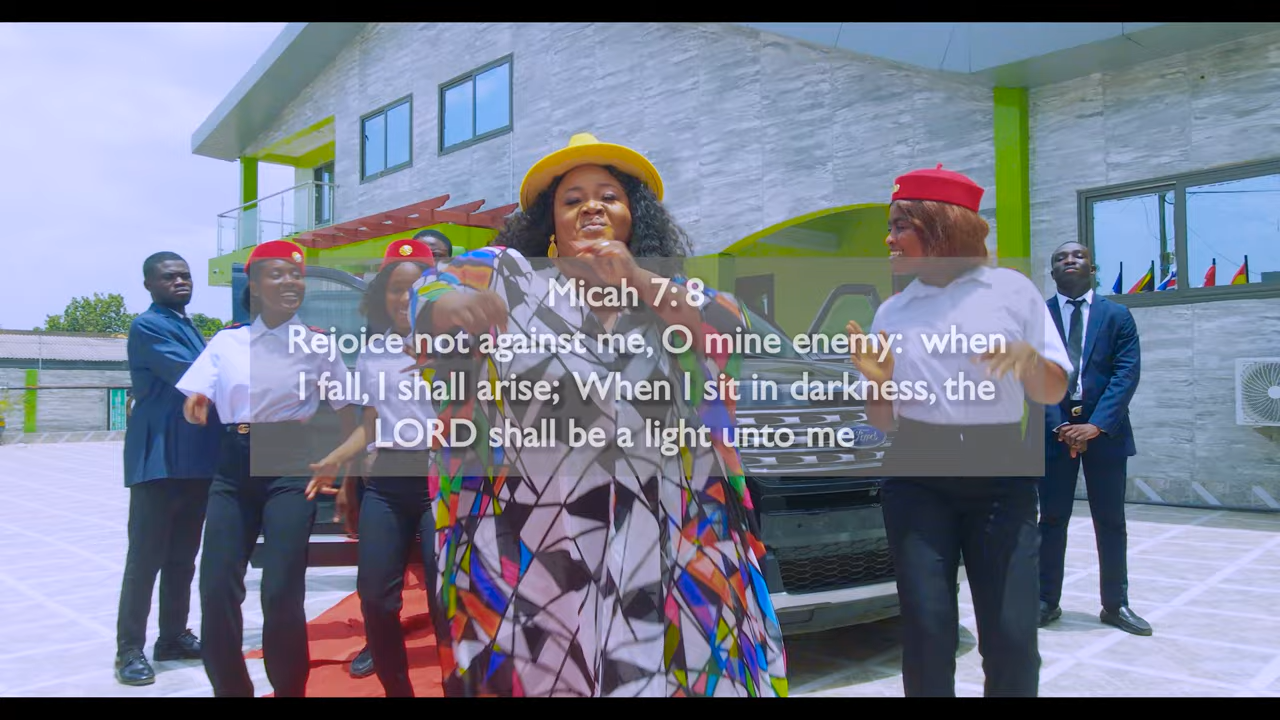 Micah 7: 8
Rejoice not against me, O mine enemy:  when
I fall, I shall arise; When I sit in darkness, the
LORD shall be a light unto me
Ford